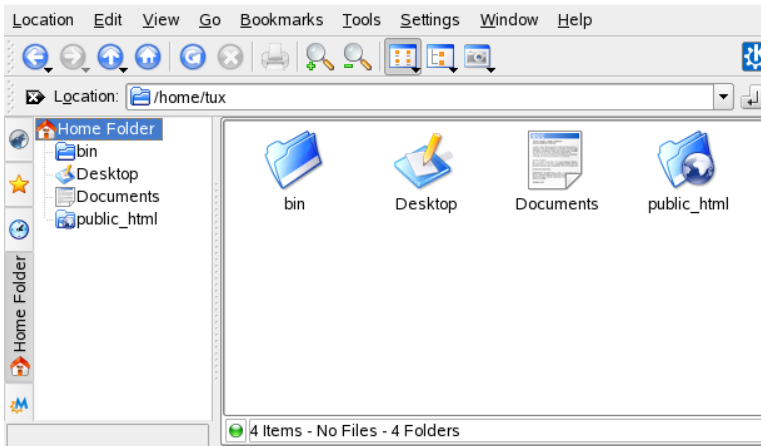 Location Edit View Go Bookmarks Tools Settings Window Help
Location: /home/tux
Home Folder
bin
Desktop
Documents
public_html
bin Desktop Documents public_html
Home Folder
4 Items - No Files - 4 Folders